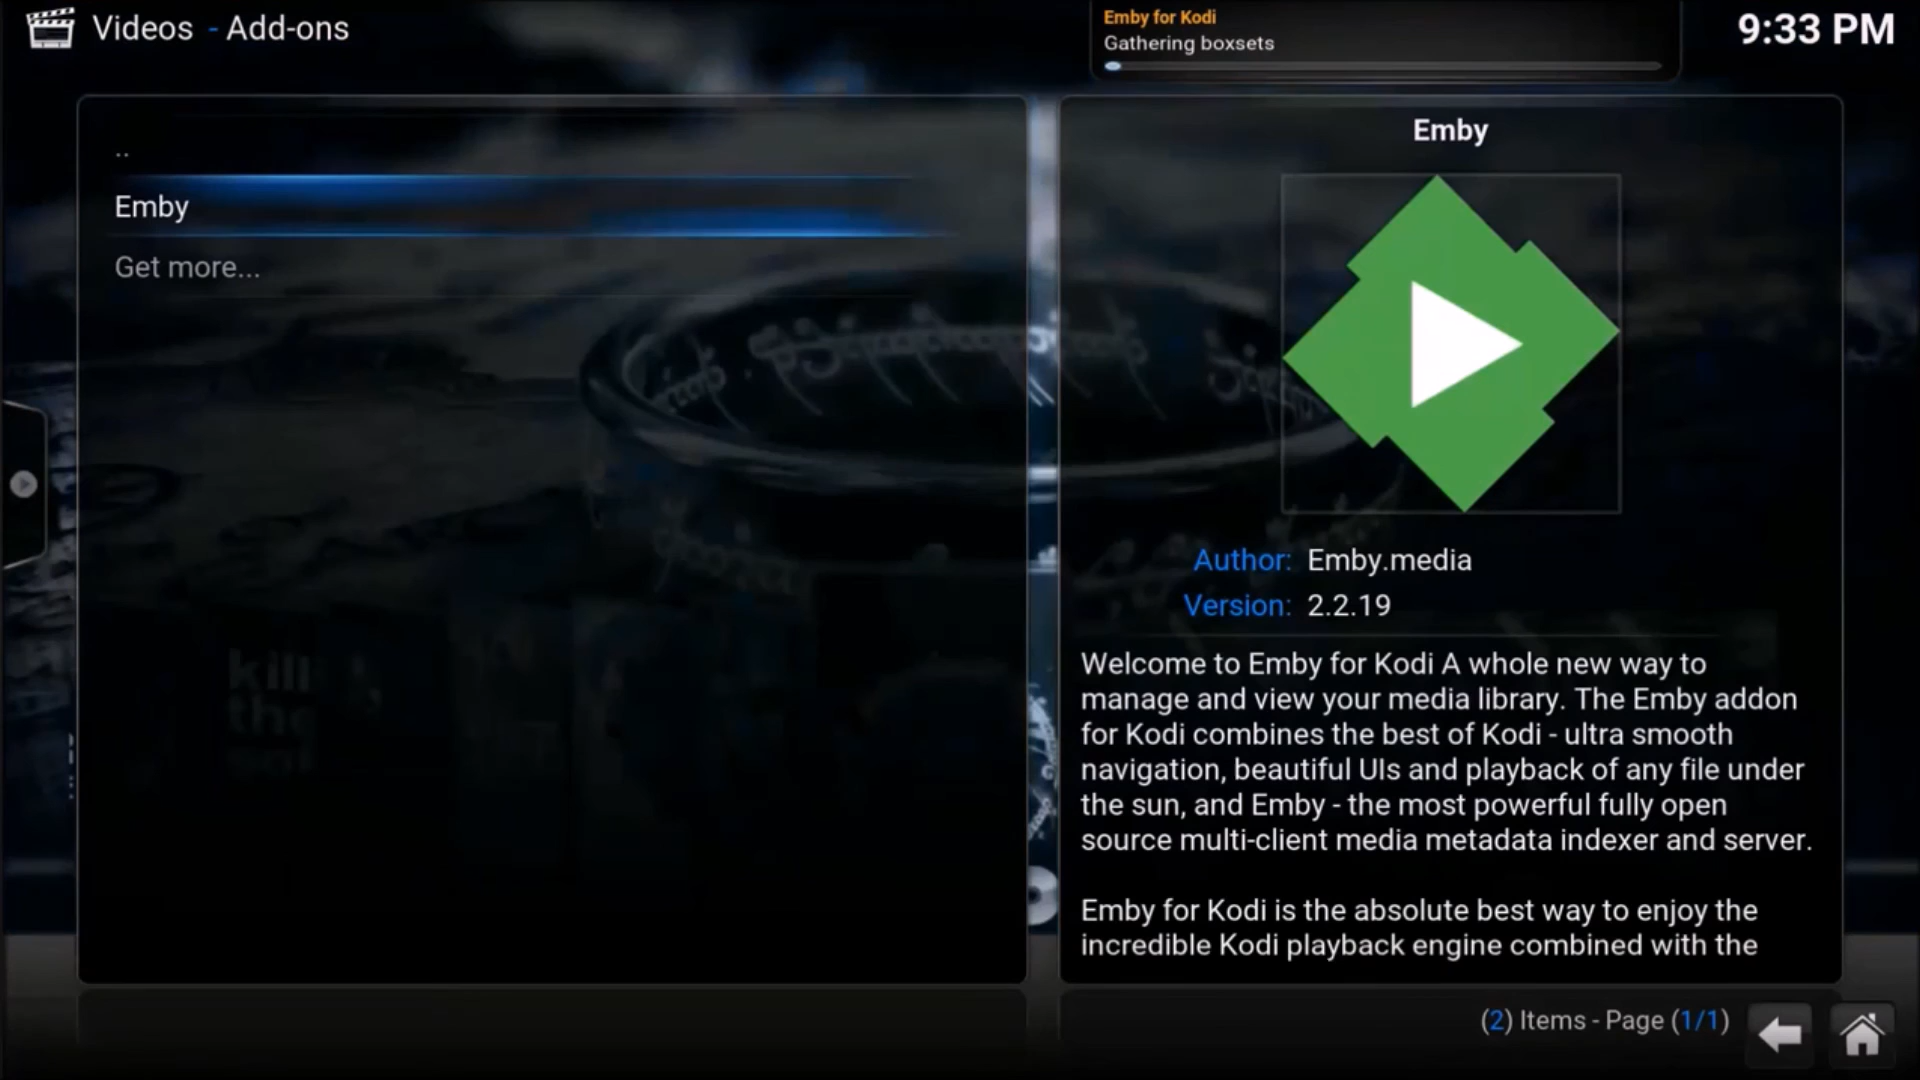 Videos - Add-ons
Emby for Kodi
Gathering boxsets
9:33 PM
..
Emby
Get more...
Emby
Author: Emby.media
Version: 2.2.19
Welcome to Emby for Kodi A whole new way to
manage and view your media library. The Emby addon
for Kodi combines the best of Kodi - ultra smooth
navigation, beautiful UIs and playback of any file under
the sun, and Emby - the most powerful fully open
source multi-client media metadata indexer and server.
Emby for Kodi is the absolute best way to enjoy the
incredible Kodi playback engine combined with the
(2) Items - Page (1/1)
kill
the